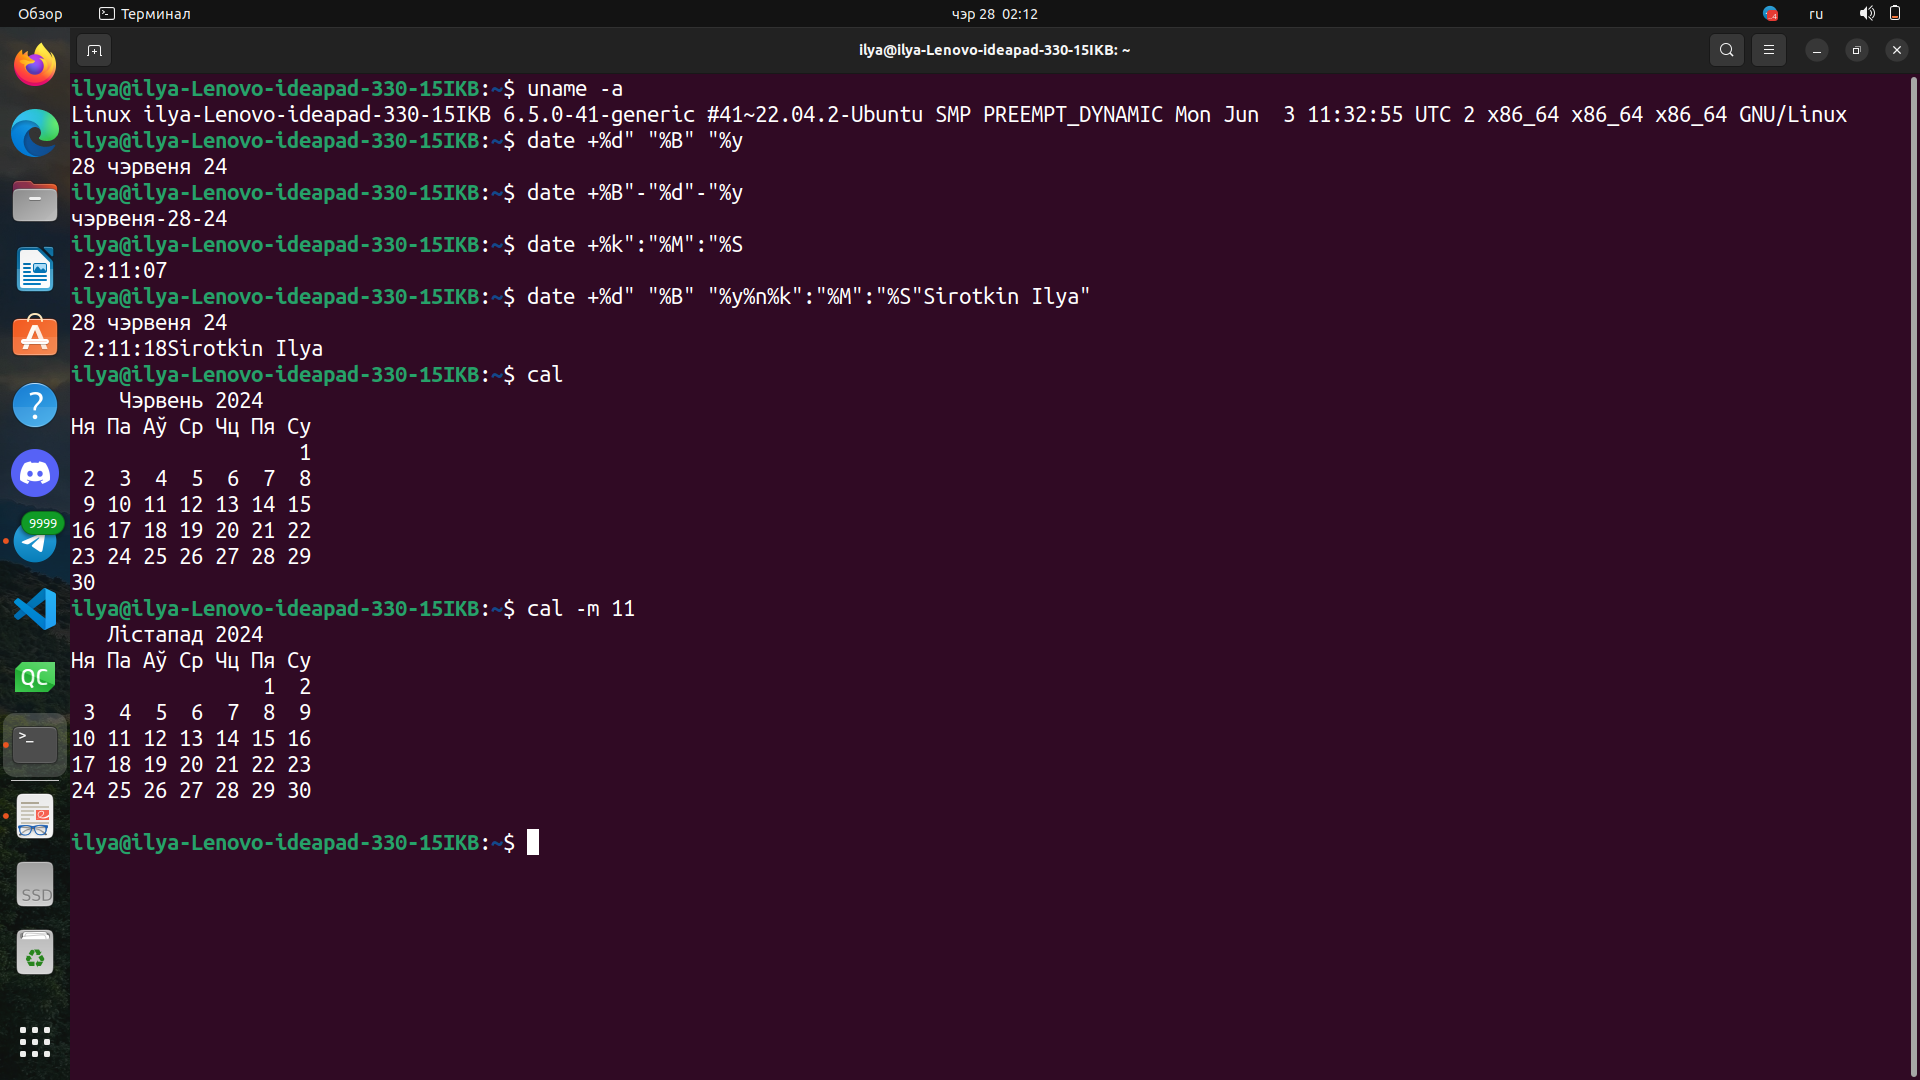 Обзор Терминал чэр 28 02:12 ru
ilya@ilya-Lenovo-ideapad-330-15IKB: ~
ilya@ilya-Lenovo-ideapad-330-15IKB:~$ uname -a
Linux ilya-Lenovo-ideapad-330-15IKB 6.5.0-41-generic #41~22.04.2-Ubuntu SMP PREEMPT_DYNAMIC Mon Jun  3 11:32:55 UTC 2 x86_64 x86_64 x86_64 GNU/Linux
ilya@ilya-Lenovo-ideapad-330-15IKB:~$ date +%d" "%B" "%y
28 чэрвеня 24
ilya@ilya-Lenovo-ideapad-330-15IKB:~$ date +%B"-"%d"-"%y
чэрвеня-28-24
ilya@ilya-Lenovo-ideapad-330-15IKB:~$ date +%k":"%M":"%S
 2:11:07
ilya@ilya-Lenovo-ideapad-330-15IKB:~$ date +%d" "%B" "%y%n%k":"%M":"%S"Sirotkin Ilya"
28 чэрвеня 24
 2:11:18Sirotkin Ilya
ilya@ilya-Lenovo-ideapad-330-15IKB:~$ cal
    Чэрвень 2024
Ня Па Аў Ср Чц Пя Су
                   1
 2  3  4  5  6  7  8
 9 10 11 12 13 14 15
16 17 18 19 20 21 22
23 24 25 26 27 28 29
30
ilya@ilya-Lenovo-ideapad-330-15IKB:~$ cal -m 11
   Лістапад 2024
Ня Па Аў Ср Чц Пя Су
                1  2
 3  4  5  6  7  8  9
10 11 12 13 14 15 16
17 18 19 20 21 22 23
24 25 26 27 28 29 30
ilya@ilya-Lenovo-ideapad-330-15IKB:~$
9999
QC
SSD